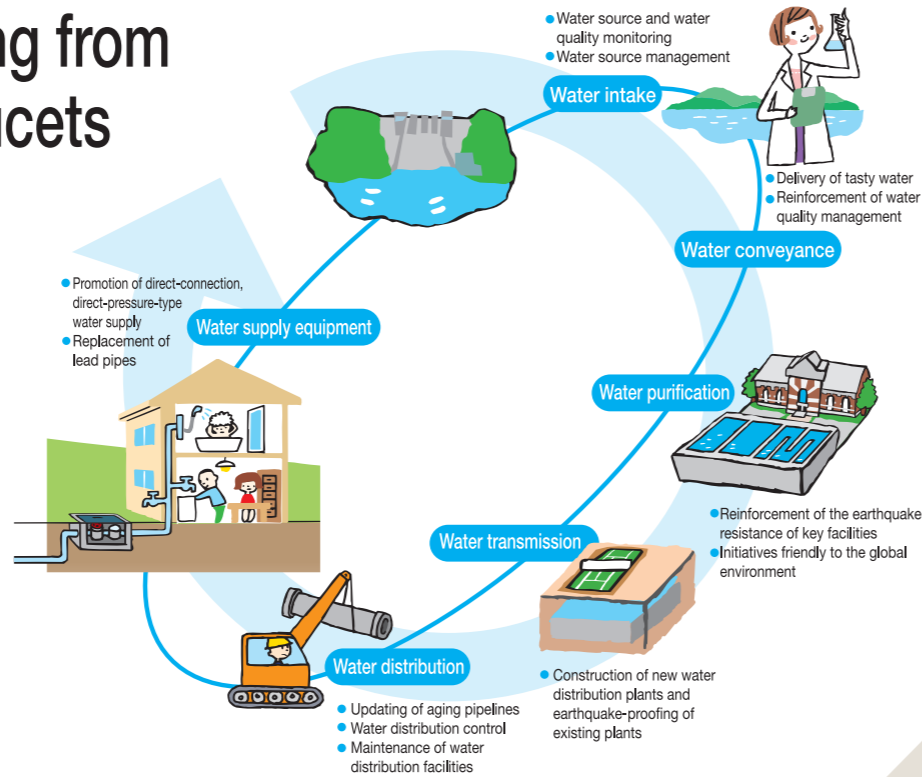 ng from
ucets
● Water source and water
quality monitoring
● Water source management
Water intake
● Delivery of tasty water
● Reinforcement of water
quality management
Water conveyance
● Promotion of direct-connection,
direct-pressure-type
water supply
● Replacement of
lead pipes
Water supply equipment
Water purification
● Reinforcement of the earthquake
resistance of key facilities
● Initiatives friendly to the global
environment
Water transmission
● Construction of new water
distribution plants and
earthquake-proofing of
existing plants
Water distribution
● Updating of aging pipelines
● Water distribution control
● Maintenance of water
distribution facilities